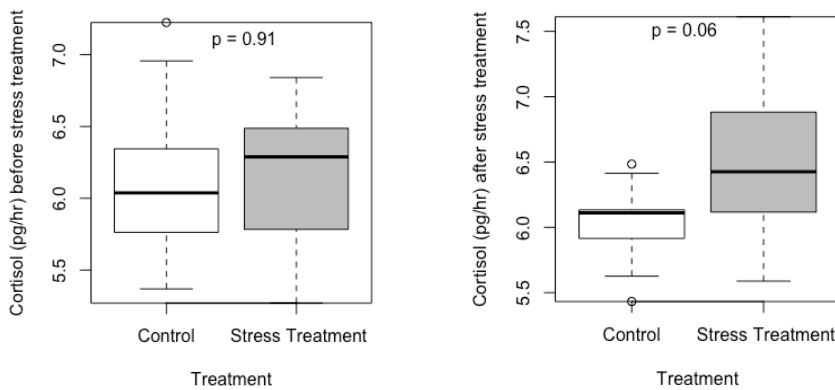 Cortisol (pg/hr) before stress treatment
p = 0.91
7.0
6.5
6.0
5.5
Control
Stress Treatment
Treatment
Cortisol (pg/hr) after stress treatment
p = 0.06
7.5
7.0
6.5
6.0
5.5
Control
Stress Treatment
Treatment